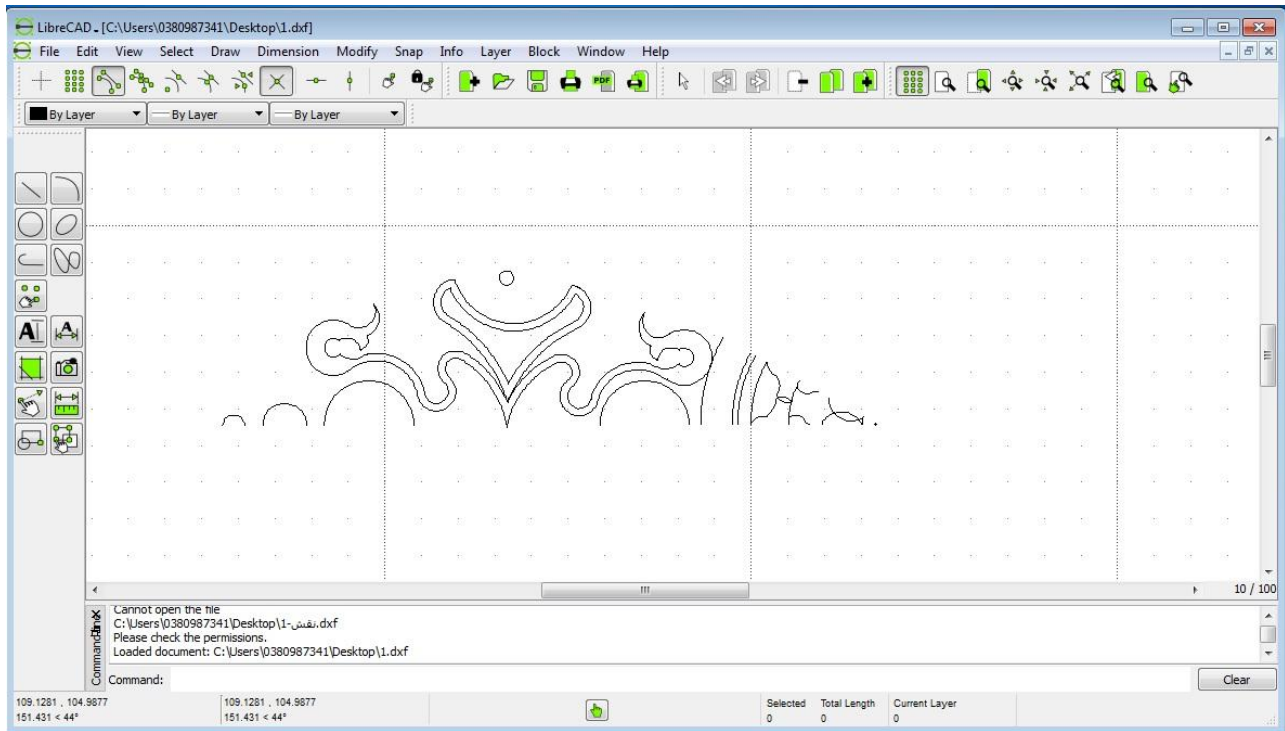 LibreCAD - [C:\Users\0380987341\Desktop\1.dxf]
File Edit View Select Draw Dimension Modify Snap Info Layer Block Window Help
PDF
By Layer By Layer By Layer
A A
10 / 100
Cannot open the file
C:\Users\0380987341\Desktop\1-نقش.dxf
Please check the permissions.
Loaded document: C:\Users\0380987341\Desktop\1.dxf
Command: Clear
109.1281 , 104.9877 109.1281 , 104.9877 Selected Total Length Current Layer
151.431 < 44° 151.431 < 44° 0 0 0